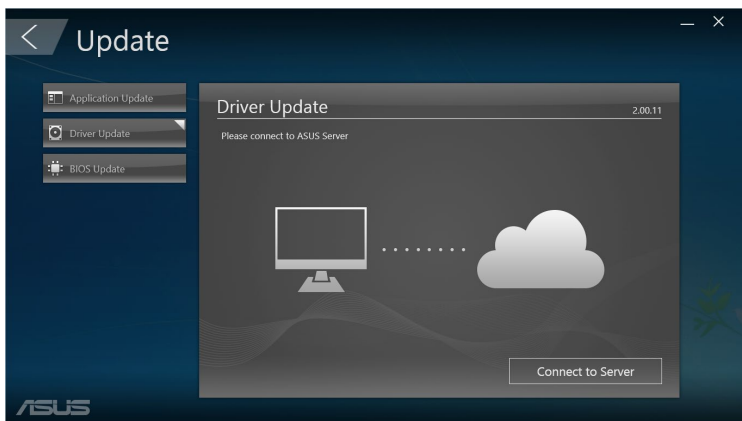 Update
Application Update
Driver Update
BIOS Update
Driver Update
2.00.11
Please connect to ASUS Server
Connect to Server
ASUS